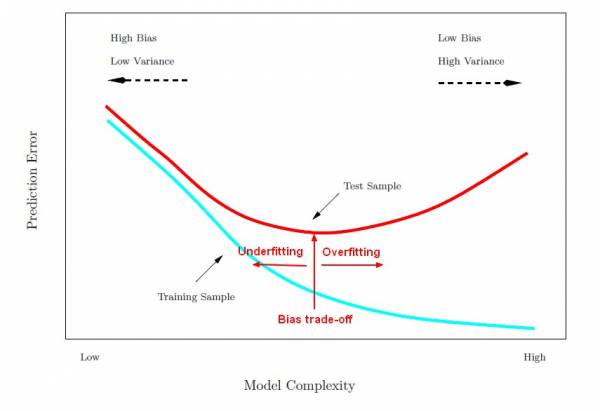 High Bias
Low Variance
Low Bias
High Variance
Prediction Error
Test Sample
Underfitting
Overfitting
Training Sample
Bias trade-off
Low
High
Model Complexity